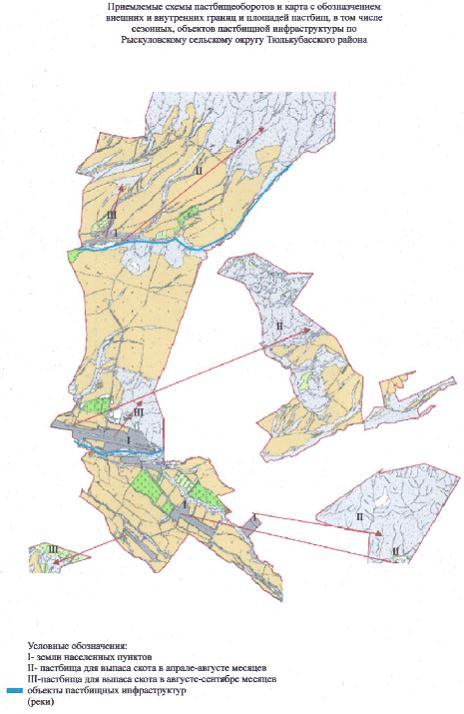 Приемлемые схемы пастбищеоборотов и карта с обозначением
внешних и внутренних границ и площадей пастбищ, в том числе
сезонных, объектов пастбищной инфраструктуры по
Рыскуловскому сельскому округу Тюлькубасского района
II
III
I
II
III
I
I
I
II
II
III
Условные обозначения:
I- земли населенных пунктов
II- пастбища для выпаса скота в апрале-августе месяцев
III-пастбища для выпаса скота в августе-сентябре месяцев
объекты пастбищных инфраструктур
(реки)